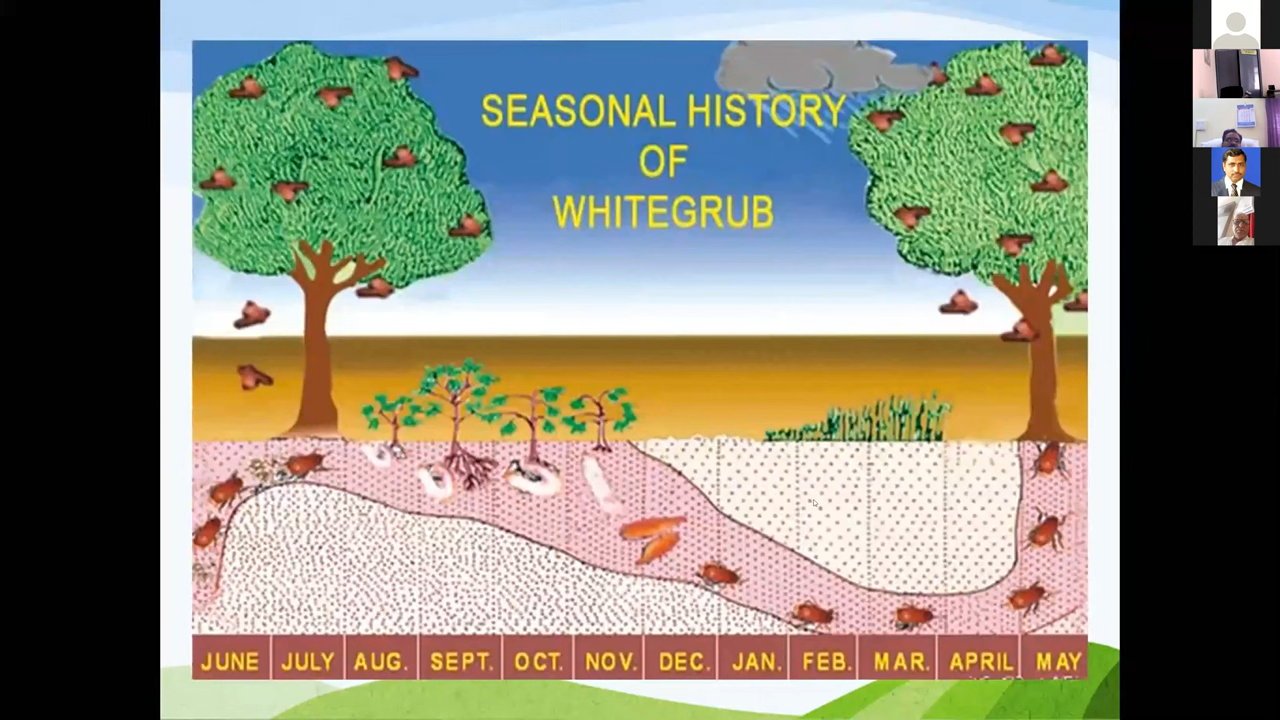 SEASONAL HISTORY
OF
WHITEGRUB
JUNE JULY AUG. SEPT. OCT. NOV. DEC. JAN. FEB. MAR. APRIL MAY